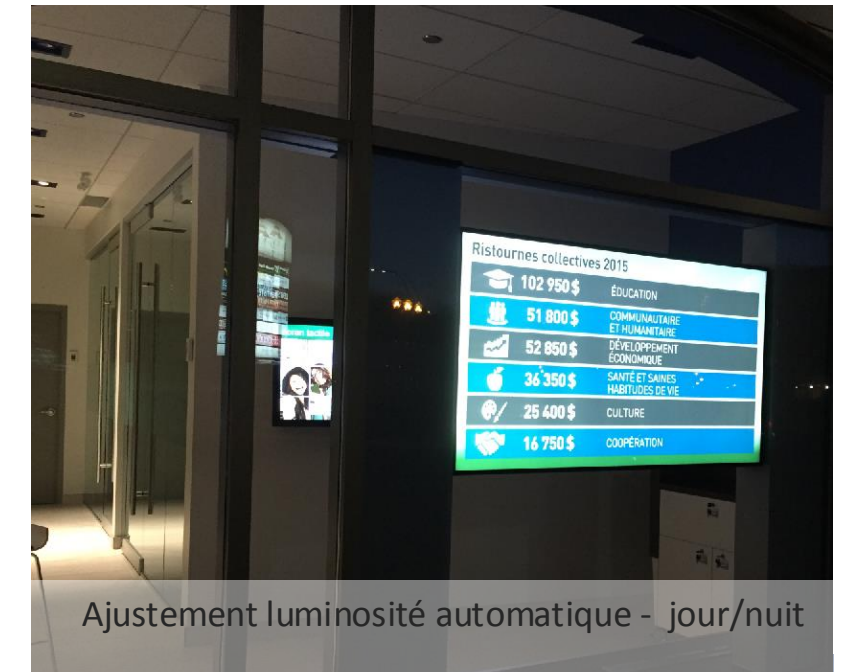 Ristournes collectives 2015
102 950 $ ÉDUCATION
51 800 $ COMMUNAUTAIRE
ET HUMANITAIRE
52 850 $ DÉVELOPPEMENT
ÉCONOMIQUE
36 350 $ SANTÉ ET SAINES
HABITUDES DE VIE
25 400 $ CULTURE
16 750 $ COOPÉRATION
Ajustement luminosité automatique - jour/nuit